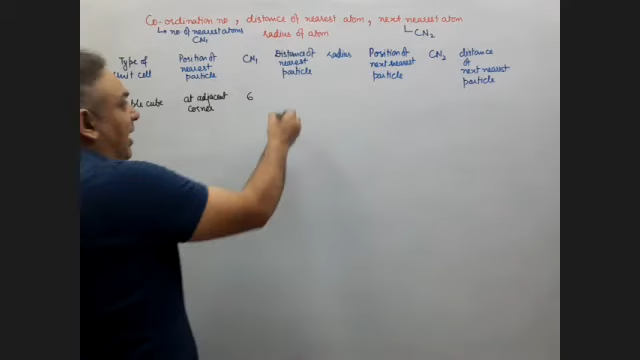 Co-ordination no, distance of nearest atom, next nearest atom
no of nearest atoms radius of atom CN2
CN1
Type of Position of CN1 Distance of radius Position of CN2 distance
Unit cell nearest nearest next nearest of
particle particle particle next nearest
particle
cube at adjacent 6
corner